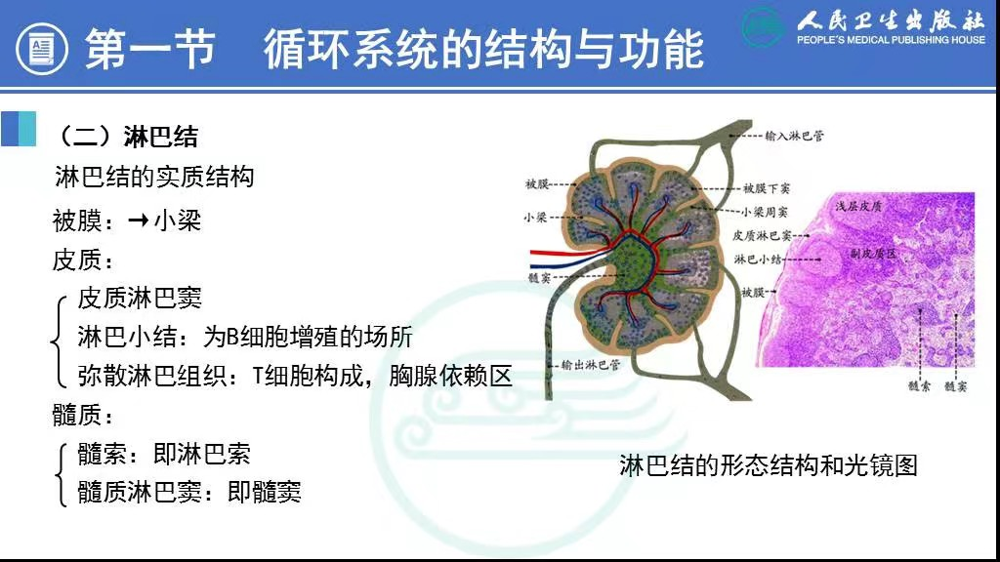 第一节 循环系统的结构与功能
人民卫生出版社
PEOPLE'S MEDICAL PUBLISHING HOUSE
（二）淋巴结
淋巴结的实质结构
被膜：→小梁
皮质：
皮质淋巴窦
淋巴小结：为B细胞增殖的场所
弥散淋巴组织：T细胞构成，胸腺依赖区
髓质：
髓索：即淋巴索
髓质淋巴窦：即髓窦
输入淋巴管
被膜
被膜下窦
小梁
小梁周窦
髓窦
输出淋巴管
浅层皮质
皮质淋巴窦
淋巴小结
副皮质区
被膜
髓索
髓窦
淋巴结的形态结构和光镜图